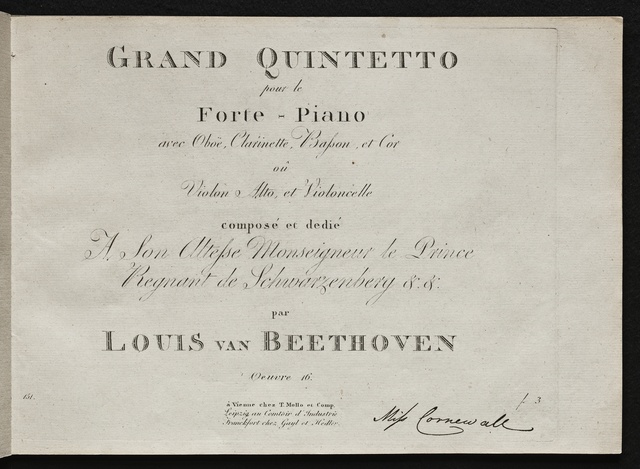 GRAND QUINTETTO
pour le
Forte - Piano
avec Oboë, Clarinette, Baſson, et Cor
oû
Violon Alto, et Violoncelle
composé et dedié
A Son Alteſse Monseigneur le Prince
Regnant de Schwarzenberg & &.
par
LOUIS VAN BEETHOVEN
Oeuvre 16.
151.
à Vienne chez T. Mollo et Comp.
Leipzig au Comtoir d'Industrie
Franckfort chez Gayl et Hedler.
f. 3
Miſs Cornewall